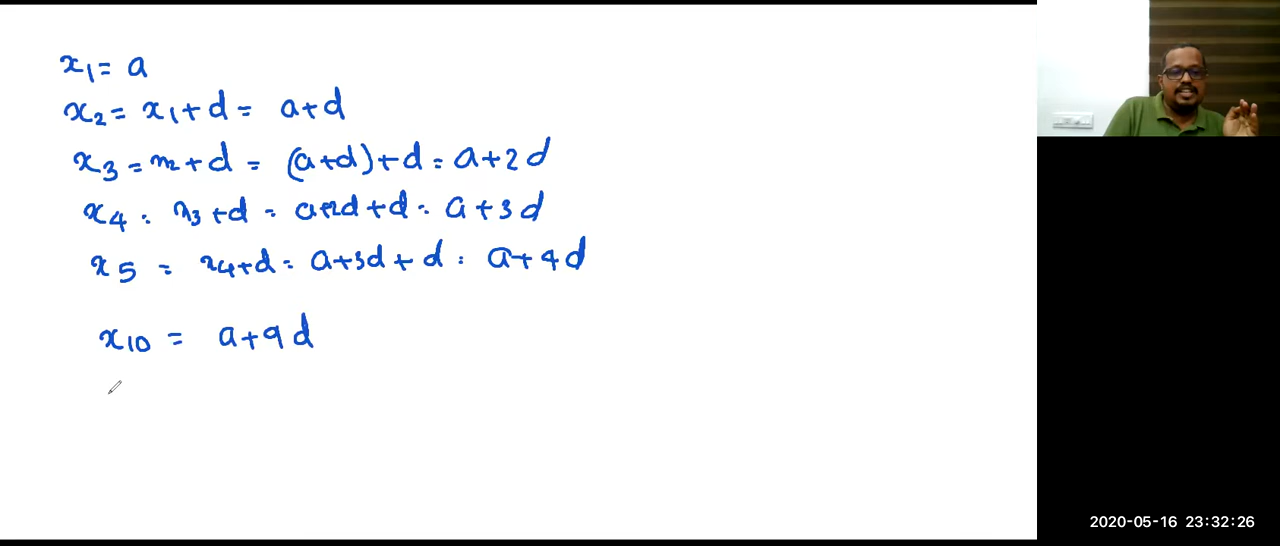 x₁ = a
x₂ = x₁ + d = a + d
x₃ = x₂ + d = (a + d) + d = a + 2d
x₄ = x₃ + d = a + 2d + d = a + 3d
x₅ = x₄ + d = a + 3d + d = a + 4d
x₁₀ = a + 9d
2020-05-16 23:32:26